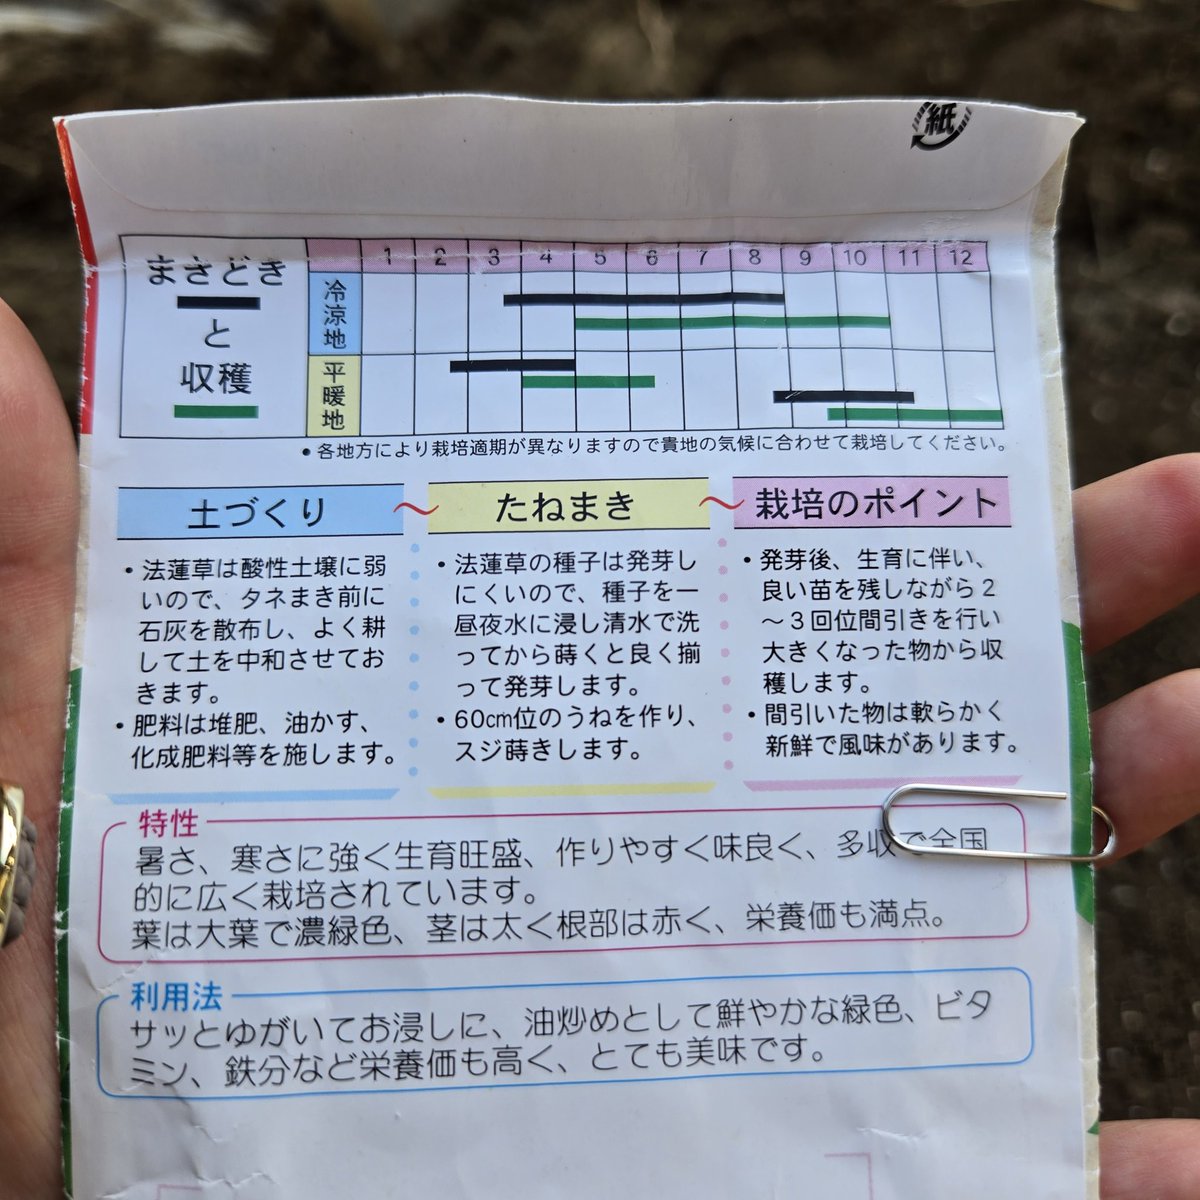 紙
まきどき
と
収穫
1 2 3 4 5 6 7 8 9 10 11 12
冷涼地
平暖地
●各地方により栽培適期が異なりますので貴地の気候に合わせて栽培してください。
土づくり
・法蓮草は酸性土壌に弱
いので、タネまき前に
石灰を散布し、よく耕
して土を中和させてお
きます。
・肥料は堆肥、油かす、
化成肥料等を施します。
たねまき
・法蓮草の種子は発芽し
にくいので、種子を一
昼夜水に浸し清水で洗
ってから蒔くと良く揃
って発芽します。
・60cm位のうねを作り、
スジ蒔きします。
栽培のポイント
・発芽後、生育に伴い、
良い苗を残しながら2
～3回位間引きを行い
大きくなった物から収
穫します。
・間引いた物は軟らかく
新鮮で風味があります。
特性
暑さ、寒さに強く生育旺盛、作りやすく味良く、多収で全国
的に広く栽培されています。
葉は大葉で濃緑色、茎は太く根部は赤く、栄養価も満点。
利用法
サッとゆがいてお浸しに、油炒めとして鮮やかな緑色、ビタ
ミン、鉄分など栄養価も高く、とても美味です。